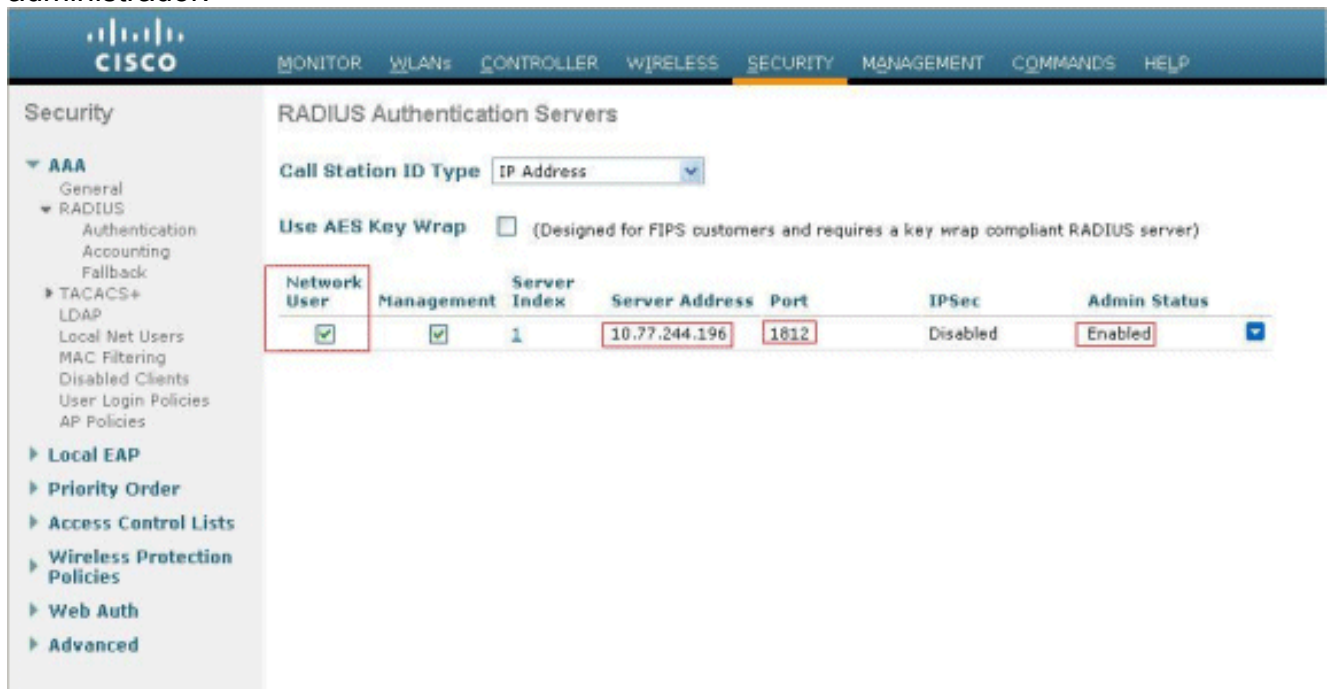 administrador.
CISCO
MONITOR WLANs CONTROLLER WIRELESS SECURITY MANAGEMENT COMMANDS HELP
Security
AAA
General
RADIUS
Authentication
Accounting
Fallback
TACACS+
LDAP
Local Net Users
MAC Filtering
Disabled Clients
User Login Policies
AP Policies
Local EAP
Priority Order
Access Control Lists
Wireless Protection
Policies
Web Auth
Advanced
RADIUS Authentication Servers
Call Station ID Type IP Address
Use AES Key Wrap (Designed for FIPS customers and requires a key wrap compliant RADIUS server)
Network User Management Server Index Server Address Port IPSec Admin Status
1 10.77.244.196 1812 Disabled Enabled